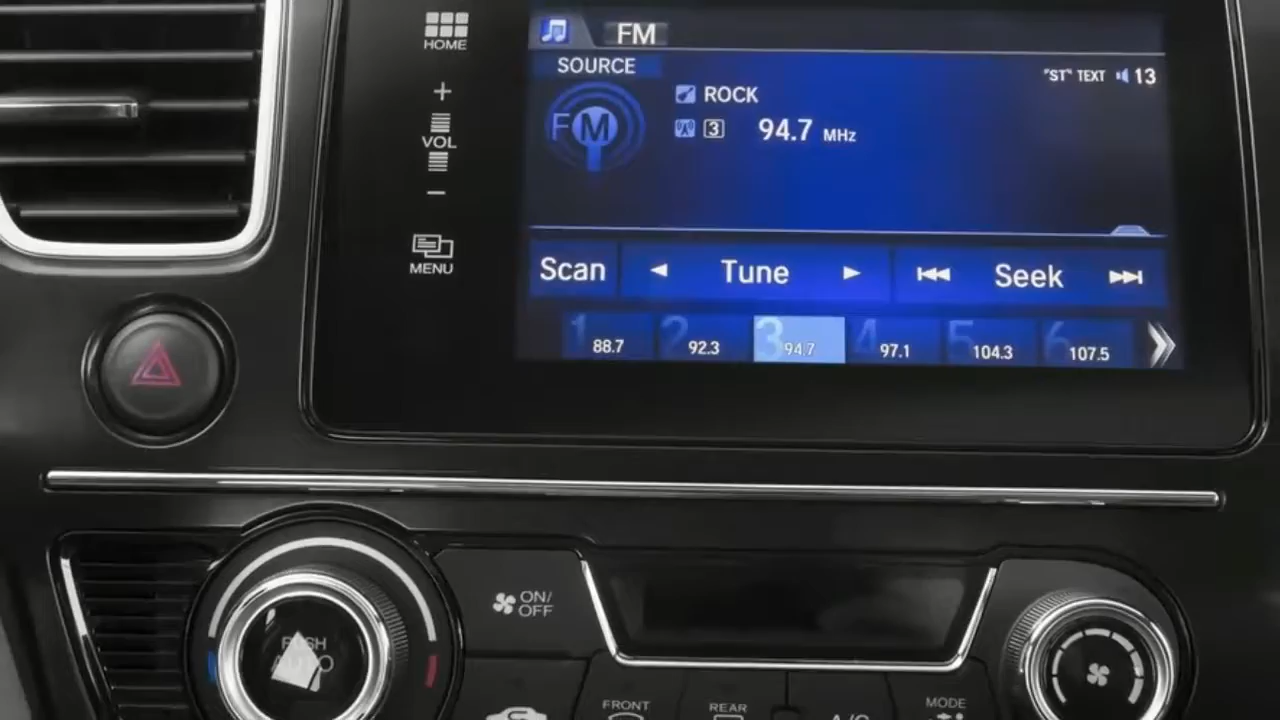 HOME
+
VOL
−
MENU
FM
SOURCE
"ST" TEXT 13
FM
ROCK
3 94.7 MHz
Scan Tune Seek
1 88.7 2 92.3 3 94.7 4 97.1 5 104.3 6 107.5
ON/
OFF
PUSH
AUTO
FRONT
REAR
A/C
MODE